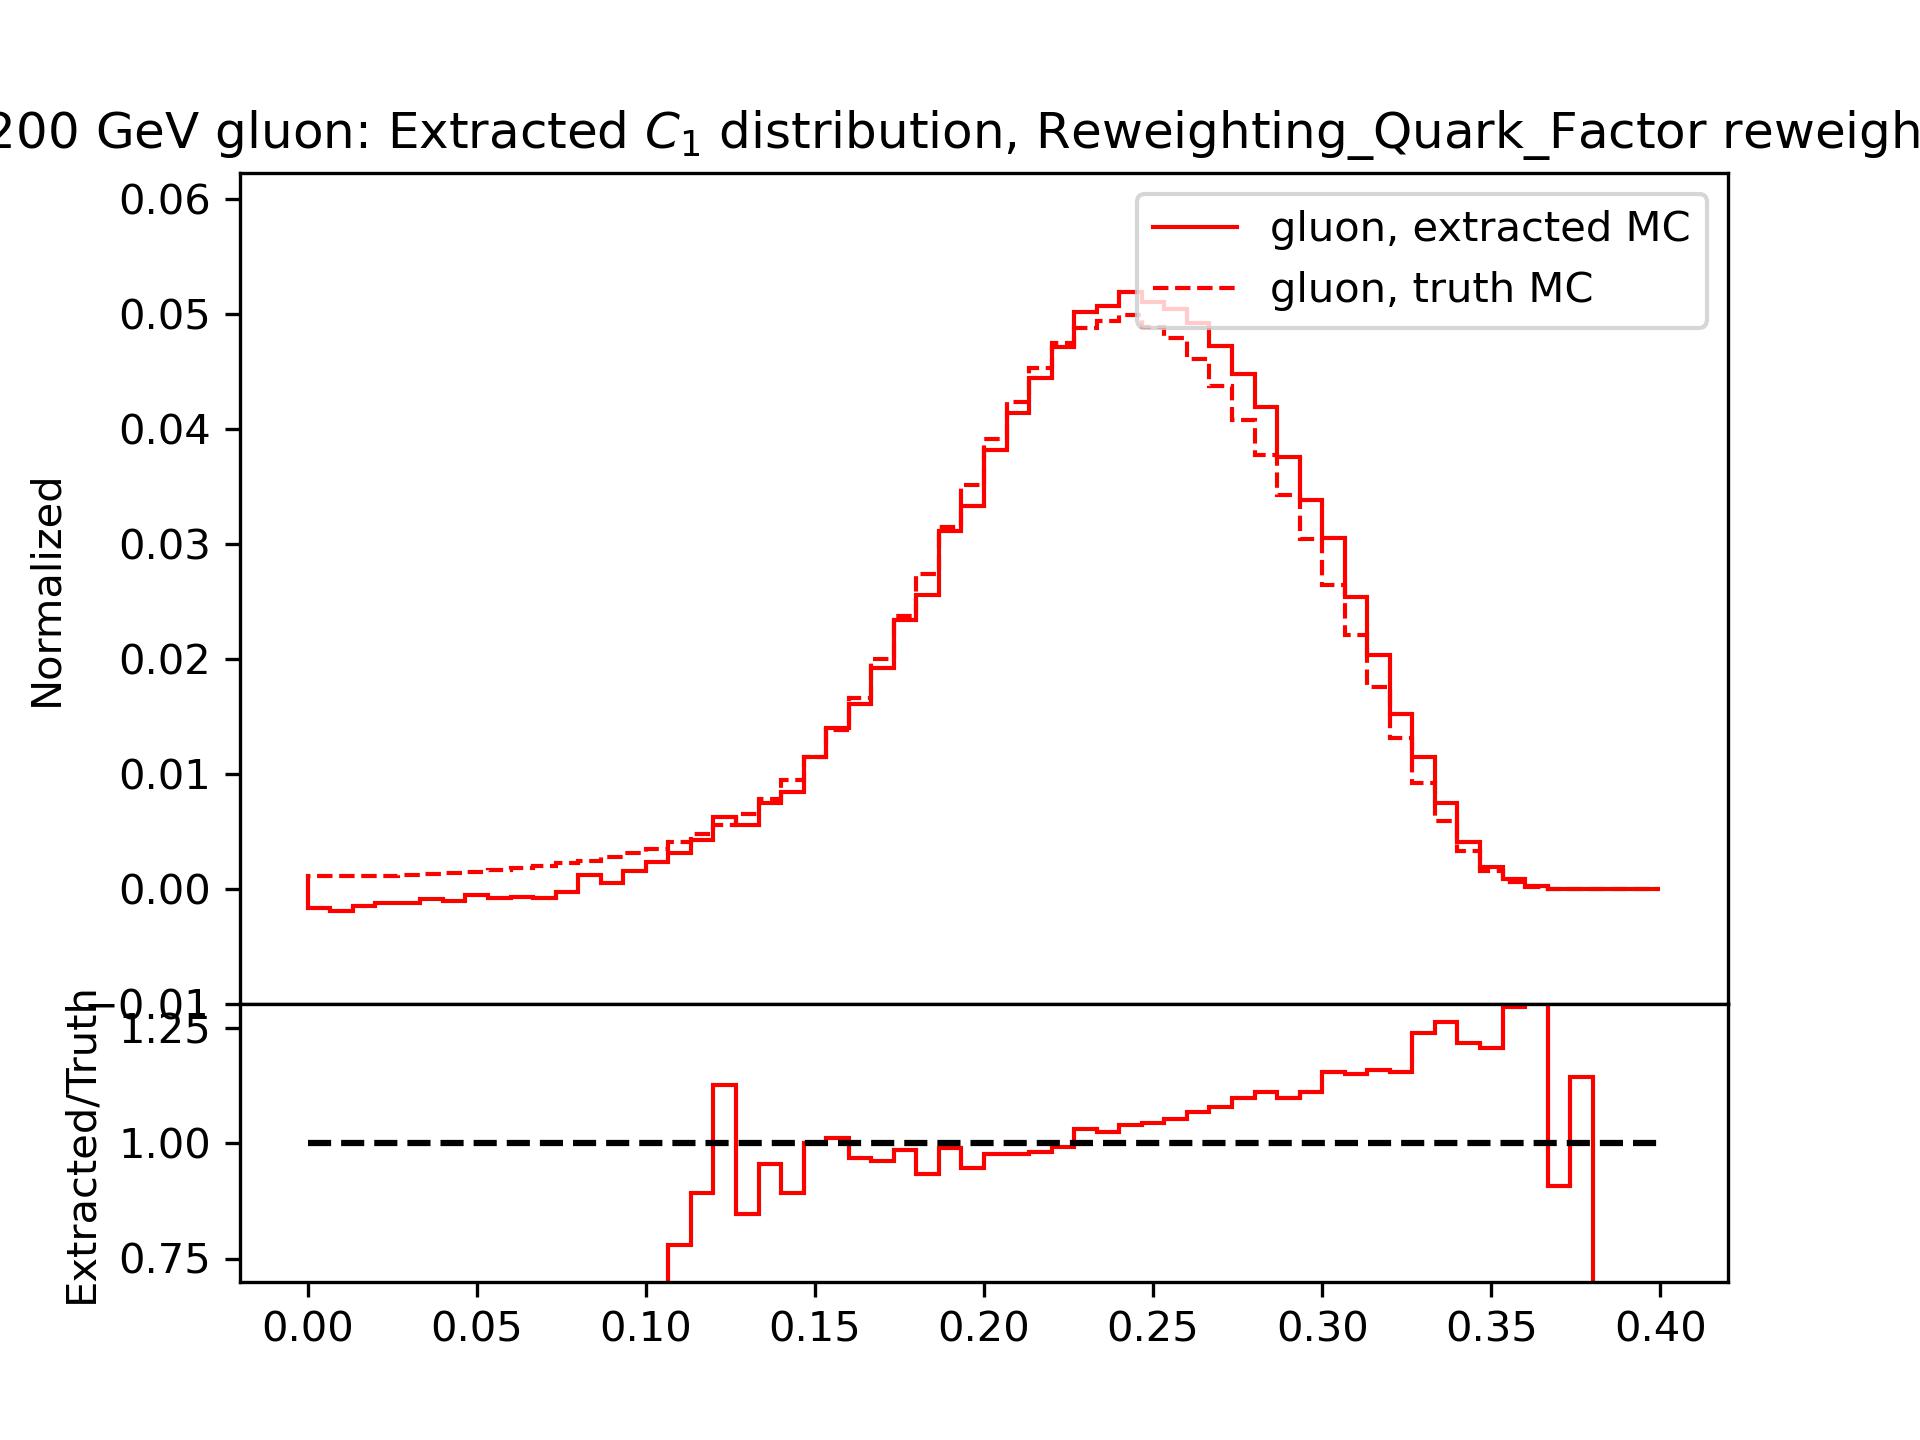 200 GeV gluon: Extracted C₁ distribution, Reweighting_Quark_Factor reweigh
gluon, extracted MC
gluon, truth MC
Normalized
0.06
0.05
0.04
0.03
0.02
0.01
0.00
−0.01
Extracted/Truth
1.25
1.00
0.75
0.00 0.05 0.10 0.15 0.20 0.25 0.30 0.35 0.40